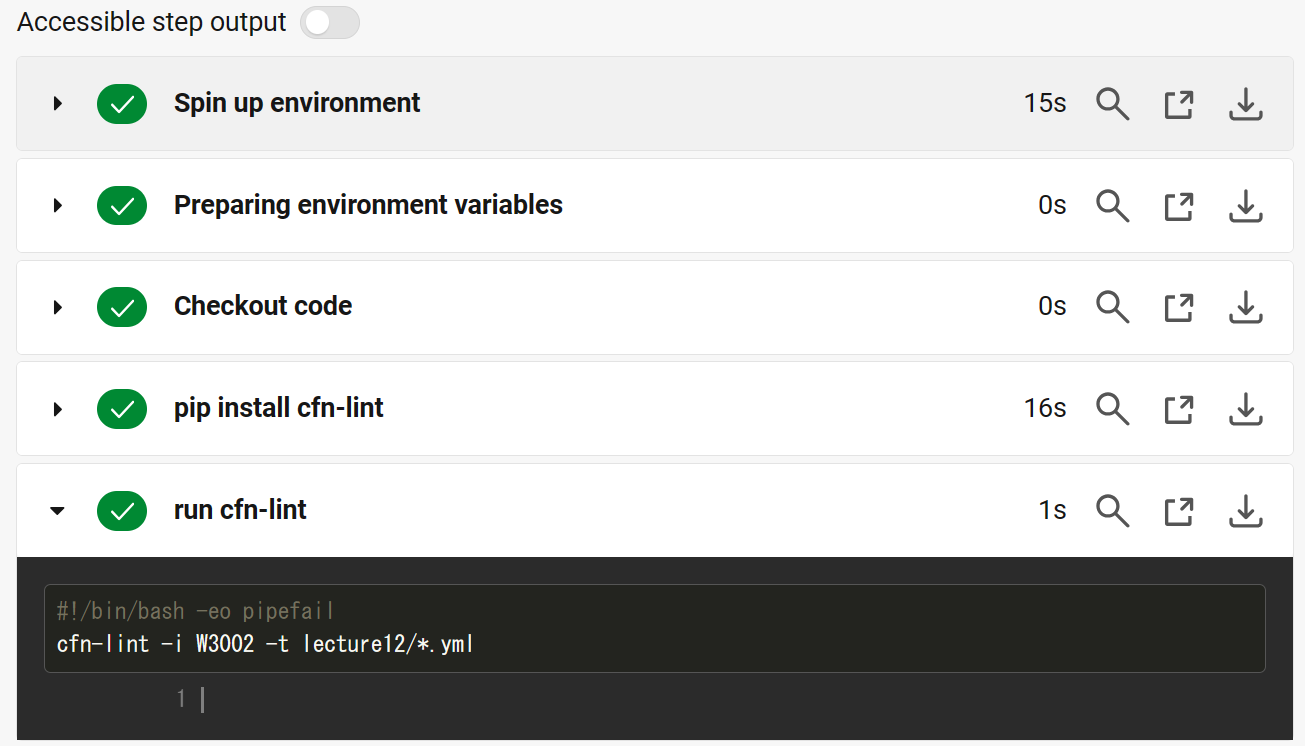 Accessible step output
Spin up environment 15s
Preparing environment variables 0s
Checkout code 0s
pip install cfn-lint 16s
run cfn-lint 1s
#!/bin/bash -eo pipefail
cfn-lint -i W3002 -t lecture12/*.yml
1